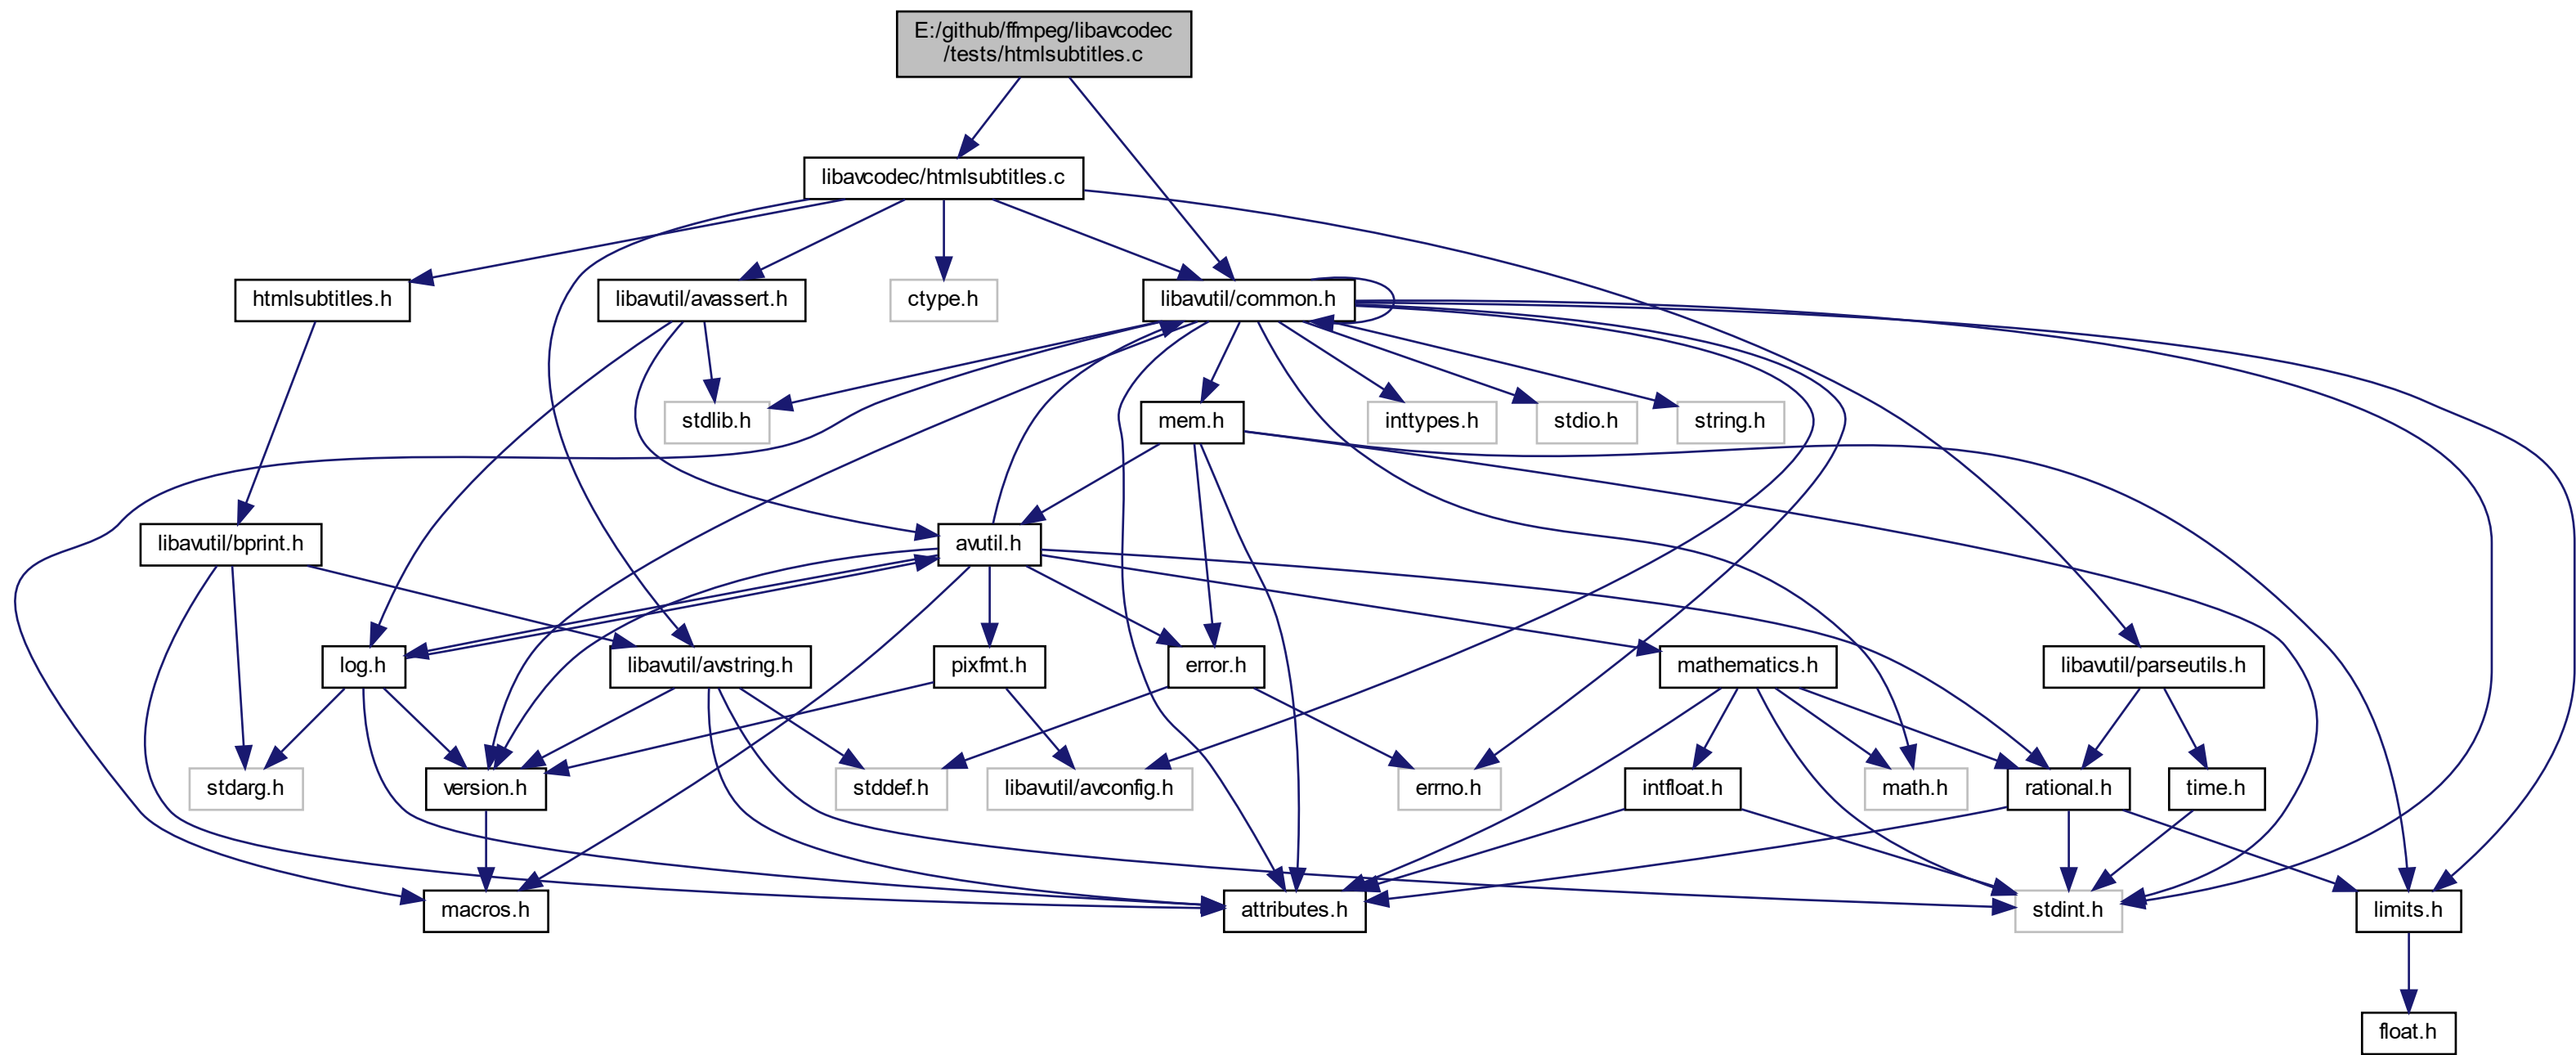 E:/github/ffmpeg/libavcodec
/tests/htmlsubtitles.c
libavcodec/htmlsubtitles.c
htmlsubtitles.h
libavutil/avassert.h
ctype.h
libavutil/common.h
stdlib.h
mem.h
inttypes.h
stdio.h
string.h
libavutil/bprint.h
avutil.h
log.h
libavutil/avstring.h
pixfmt.h
error.h
mathematics.h
libavutil/parseutils.h
stdarg.h
version.h
stddef.h
libavutil/avconfig.h
errno.h
intfloat.h
math.h
rational.h
time.h
macros.h
attributes.h
stdint.h
limits.h
float.h